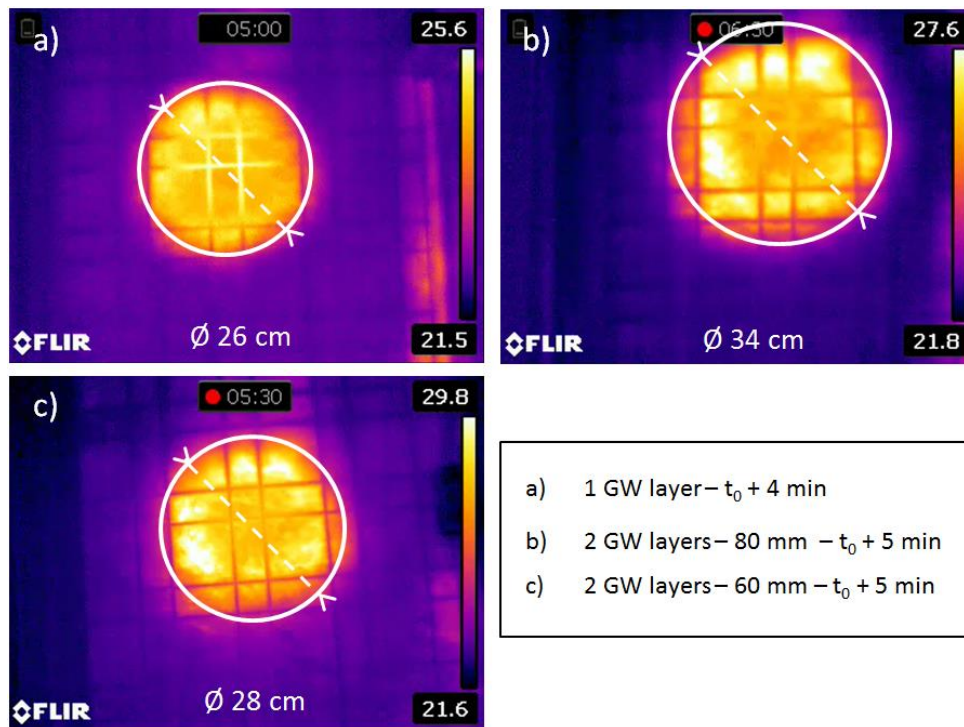 a)
05:00
25.6
FLIR
Ø 26 cm
21.5
b)
06:30
27.6
FLIR
Ø 34 cm
21.8
c)
05:30
29.8
FLIR
Ø 28 cm
21.6
a) 1 GW layer – t₀ + 4 min
b) 2 GW layers – 80 mm – t₀ + 5 min
c) 2 GW layers – 60 mm – t₀ + 5 min